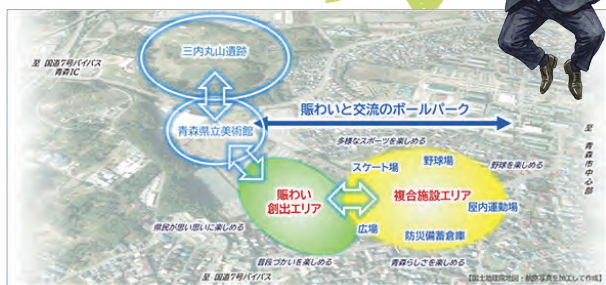 三内丸山遺跡
至 国道7号バイパス
青森IC
青森県立美術館
賑わいと交流のボールパーク
多様なスポーツを楽しめる
至 青森市中心部
スケート場
野球場
野球を楽しめる
賑わい
創出エリア
複合施設エリア
屋内運動場
県民が思い思いに楽しめる
広場
防災備蓄倉庫
普段づかいを楽しめる
青森らしさを楽しめる
至 国道7号バイパス
【国土地理院地図・航空写真を加工して作成】